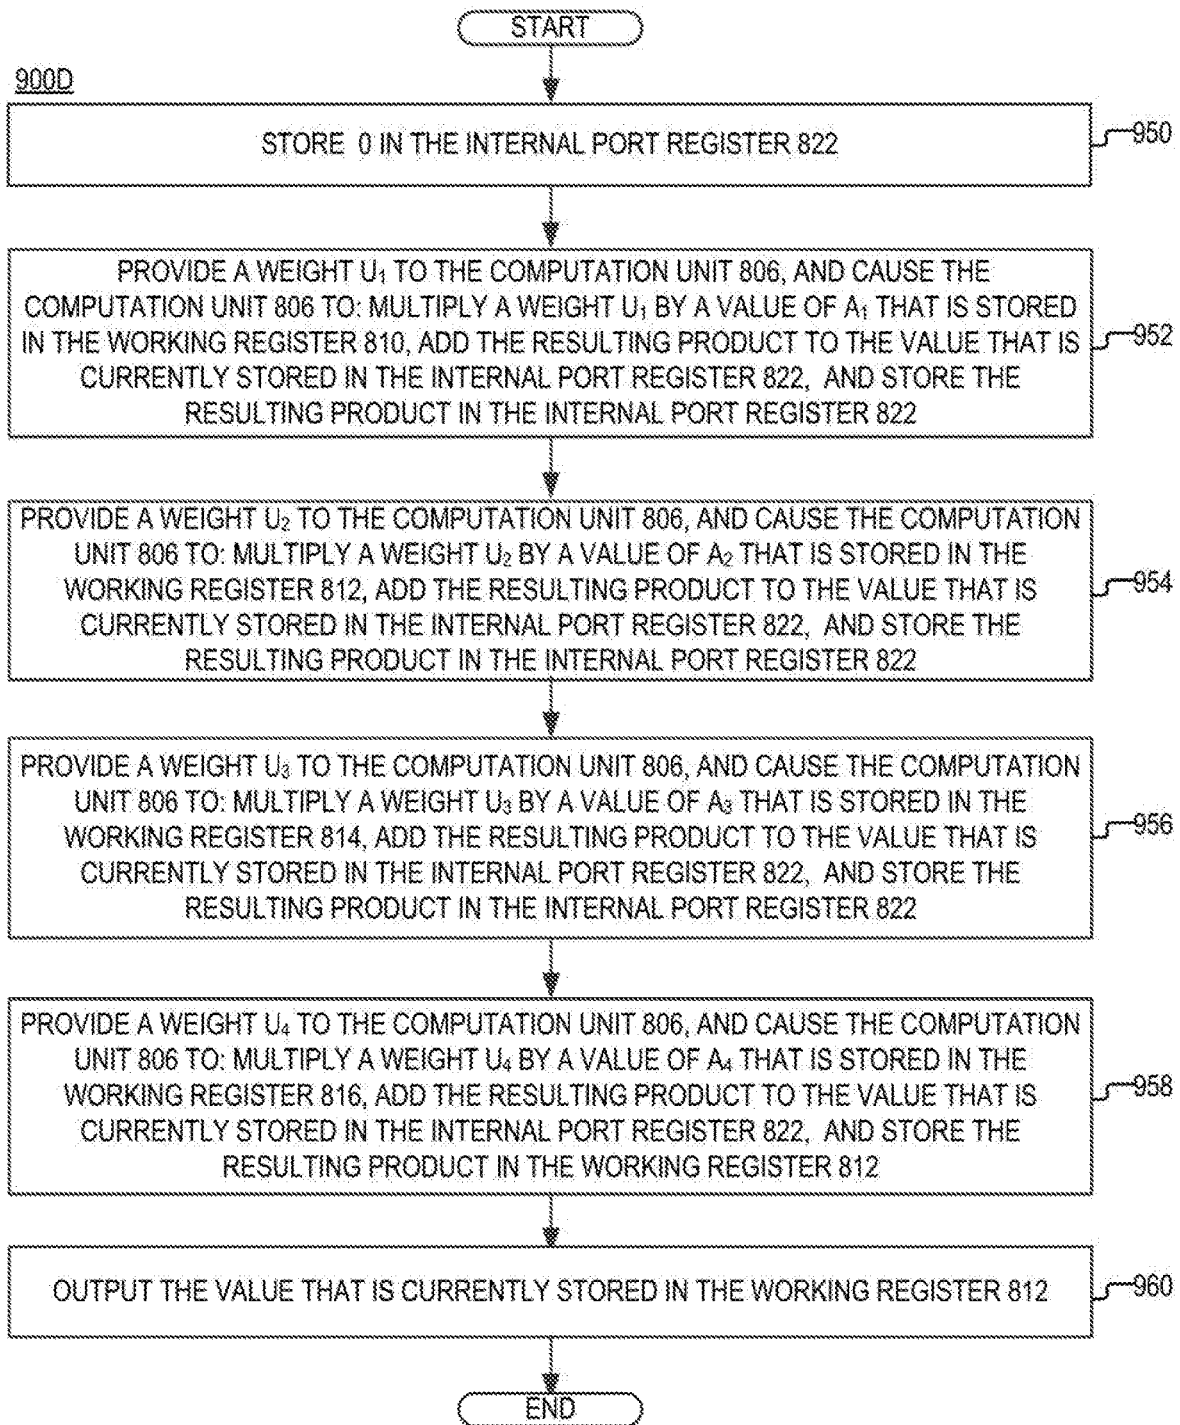 START
900D
STORE 0 IN THE INTERNAL PORT REGISTER 822
950
PROVIDE A WEIGHT U₁ TO THE COMPUTATION UNIT 806, AND CAUSE THE
COMPUTATION UNIT 806 TO: MULTIPLY A WEIGHT U₁ BY A VALUE OF A₁ THAT IS STORED
IN THE WORKING REGISTER 810, ADD THE RESULTING PRODUCT TO THE VALUE THAT IS
CURRENTLY STORED IN THE INTERNAL PORT REGISTER 822, AND STORE THE
RESULTING PRODUCT IN THE INTERNAL PORT REGISTER 822
952
PROVIDE A WEIGHT U₂ TO THE COMPUTATION UNIT 806, AND CAUSE THE COMPUTATION
UNIT 806 TO: MULTIPLY A WEIGHT U₂ BY A VALUE OF A₂ THAT IS STORED IN THE
WORKING REGISTER 812, ADD THE RESULTING PRODUCT TO THE VALUE THAT IS
CURRENTLY STORED IN THE INTERNAL PORT REGISTER 822, AND STORE THE
RESULTING PRODUCT IN THE INTERNAL PORT REGISTER 822
954
PROVIDE A WEIGHT U₃ TO THE COMPUTATION UNIT 806, AND CAUSE THE COMPUTATION
UNIT 806 TO: MULTIPLY A WEIGHT U₃ BY A VALUE OF A₃ THAT IS STORED IN THE
WORKING REGISTER 814, ADD THE RESULTING PRODUCT TO THE VALUE THAT IS
CURRENTLY STORED IN THE INTERNAL PORT REGISTER 822, AND STORE THE
RESULTING PRODUCT IN THE INTERNAL PORT REGISTER 822
956
PROVIDE A WEIGHT U₄ TO THE COMPUTATION UNIT 806, AND CAUSE THE COMPUTATION
UNIT 806 TO: MULTIPLY A WEIGHT U₄ BY A VALUE OF A₄ THAT IS STORED IN THE
WORKING REGISTER 816, ADD THE RESULTING PRODUCT TO THE VALUE THAT IS
CURRENTLY STORED IN THE INTERNAL PORT REGISTER 822, AND STORE THE
RESULTING PRODUCT IN THE WORKING REGISTER 812
958
OUTPUT THE VALUE THAT IS CURRENTLY STORED IN THE WORKING REGISTER 812
960
END